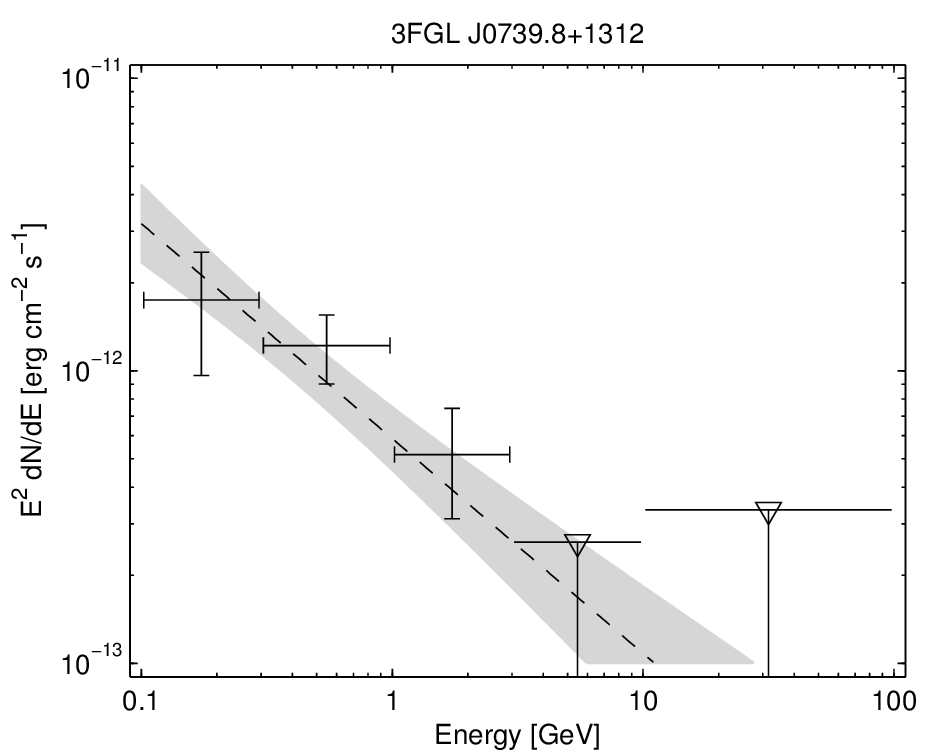 3FGL J0739.8+1312
10⁻¹¹
10⁻¹²
10⁻¹³
E² dN/dE [erg cm⁻² s⁻¹]
0.1 1 10 100
Energy [GeV]